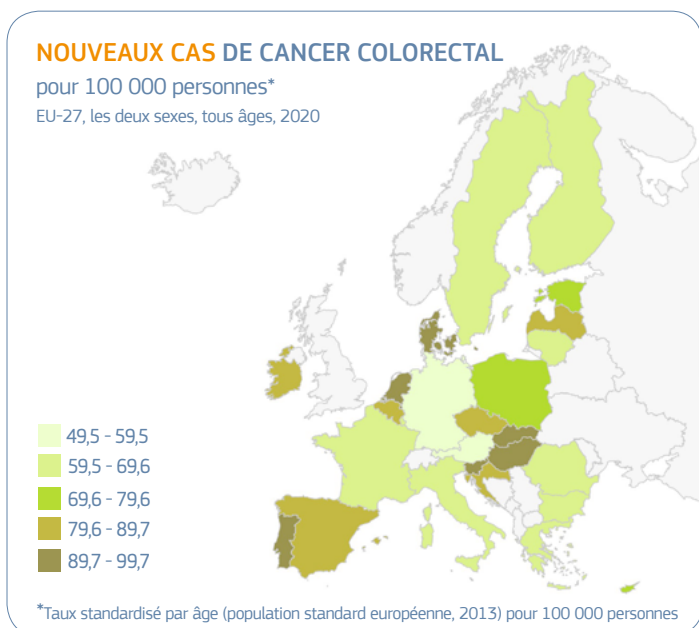 NOUVEAUX CAS DE CANCER COLORECTAL
pour 100 000 personnes*
EU-27, les deux sexes, tous âges, 2020
49,5 - 59,5
59,5 - 69,6
69,6 - 79,6
79,6 - 89,7
89,7 - 99,7
*Taux standardisé par âge (population standard européenne, 2013) pour 100 000 personnes